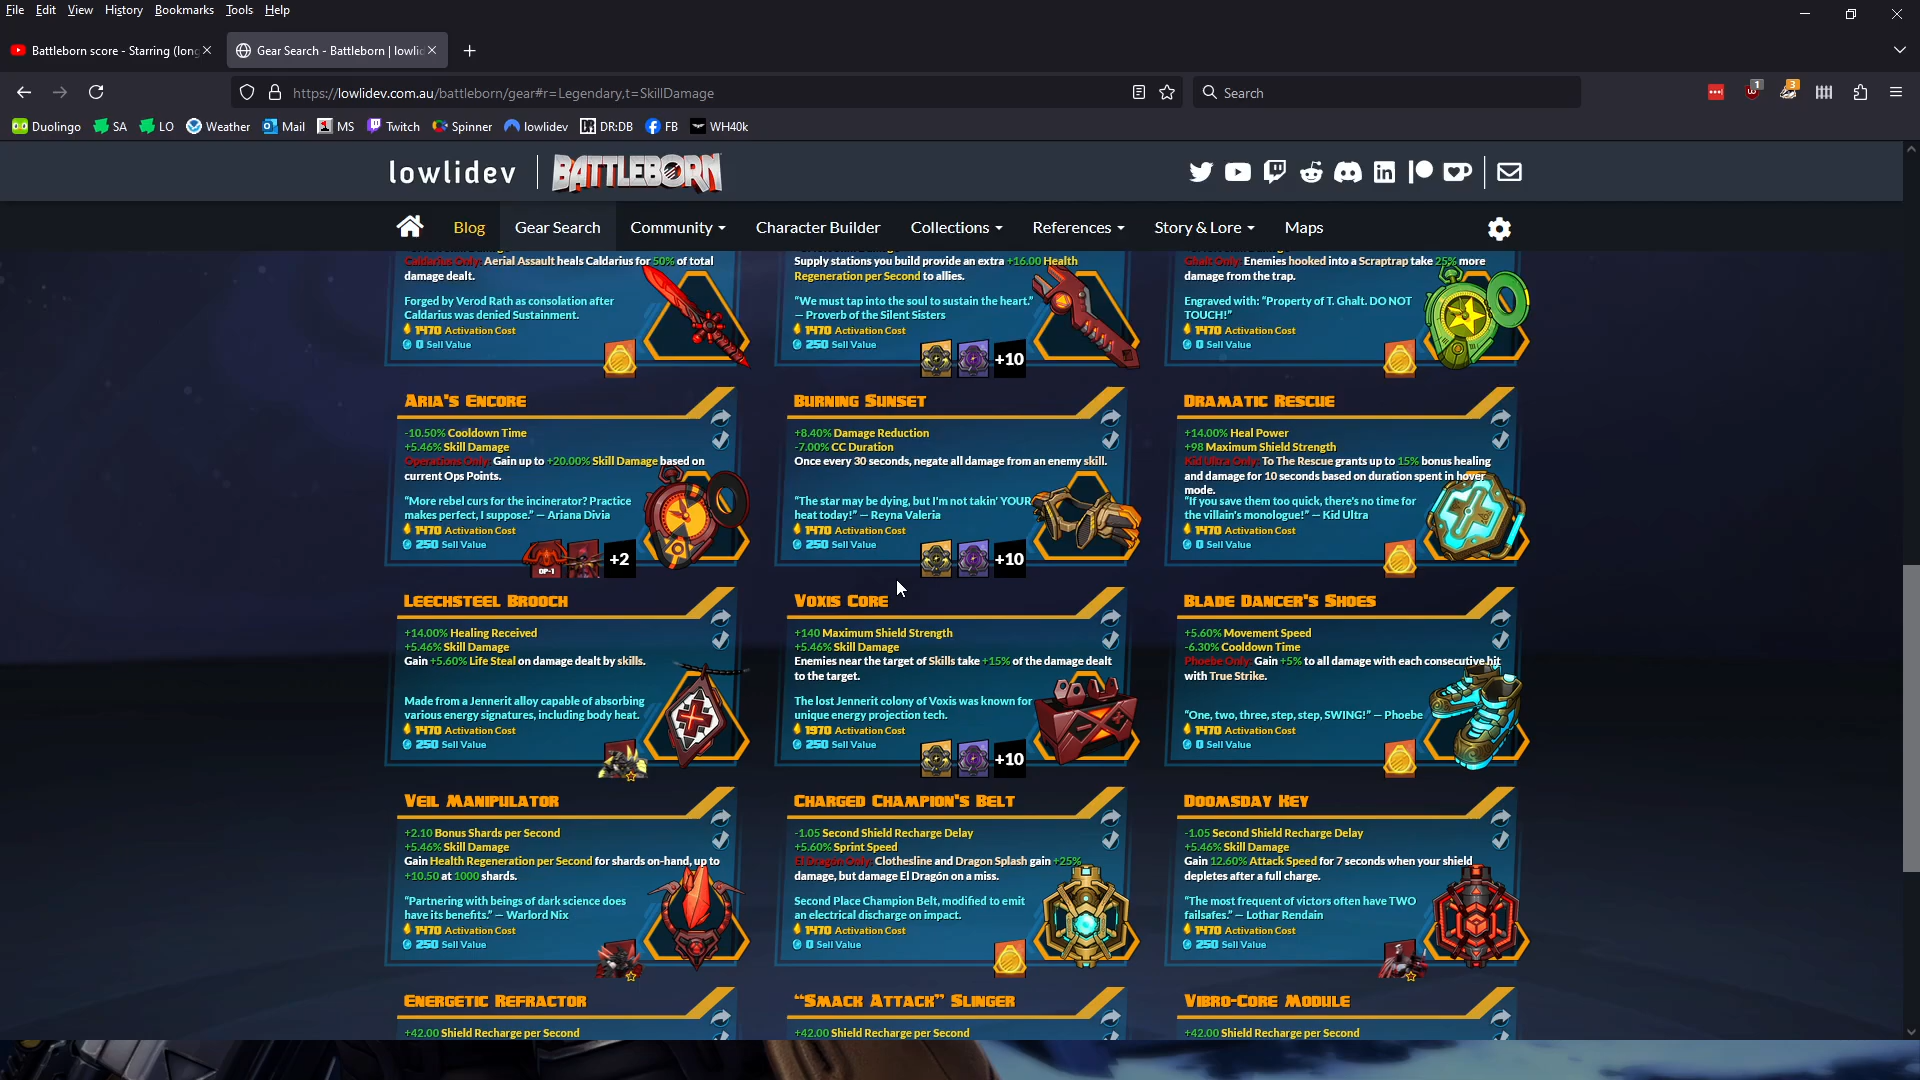 File Edit View History Bookmarks Tools Help
Battleborn score - Starring (long
Gear Search - Battleborn | lowlid
https://lowlidev.com.au/battleborn/gear#r=Legendary,t=SkillDamage
Search
1
3
Duolingo SA LO Weather Mail MS Twitch Spinner lowlidev DR:DB FB WH40k
lowlidev | BATTLEBORN
Blog Gear Search Community Character Builder Collections References Story & Lore Maps
Caldarius Only: Aerial Assault heals Caldarius for 50% of total
damage dealt.
Forged by Verod Rath as consolation after
Caldarius was denied Sustainment.
1470 Activation Cost
0 Sell Value
Supply stations you build provide an extra +16.00 Health
Regeneration per Second to allies.
"We must tap into the soul to sustain the heart."
— Proverb of the Silent Sisters
1470 Activation Cost
250 Sell Value
+10
Ghalt Only: Enemies hooked into a Scraptrap take 25% more
damage from the trap.
Engraved with: "Property of T. Ghalt. DO NOT
TOUCH!"
1470 Activation Cost
0 Sell Value
Aria's Encore
-10.50% Cooldown Time
+5.46% Skill Damage
Operations Only: Gain up to +20.00% Skill Damage based on
current Ops Points.
"More rebel curs for the incinerator? Practice
makes perfect, I suppose." — Ariana Divia
1470 Activation Cost
250 Sell Value
OP-1
+2
Burning Sunset
+8.40% Damage Reduction
-7.00% CC Duration
Once every 30 seconds, negate all damage from an enemy skill.
"The star may be dying, but I'm not takin' YOUR
heat today!" — Reyna Valeria
1470 Activation Cost
250 Sell Value
+10
Dramatic Rescue
+14.00% Heal Power
+98 Maximum Shield Strength
Kid Ultra Only: To The Rescue grants up to 15% bonus healing
and damage for 10 seconds based on duration spent in hover
mode.
"If you save them too quick, there's no time for
the villain's monologue!" — Kid Ultra
1470 Activation Cost
0 Sell Value
Leechsteel Brooch
+14.00% Healing Received
+5.46% Skill Damage
Gain +5.60% Life Steal on damage dealt by skills.
Made from a Jennerit alloy capable of absorbing
various energy signatures, including body heat.
1470 Activation Cost
250 Sell Value
Voxis Core
+140 Maximum Shield Strength
+5.46% Skill Damage
Enemies near the target of Skills take +15% of the damage dealt
to the target.
The lost Jennerit colony of Voxis was known for
unique energy projection tech.
1970 Activation Cost
250 Sell Value
+10
Blade Dancer's Shoes
+5.60% Movement Speed
-6.30% Cooldown Time
Phoebe Only: Gain +5% to all damage with each consecutive hit
with True Strike.
"One, two, three, step, step, SWING!" — Phoebe
1470 Activation Cost
0 Sell Value
Veil Manipulator
+2.10 Bonus Shards per Second
+5.46% Skill Damage
Gain Health Regeneration per Second for shards on-hand, up to
+10.50 at 1000 shards.
"Partnering with beings of dark science does
have its benefits." — Warlord Nix
1470 Activation Cost
250 Sell Value
Charged Champion's Belt
-1.05 Second Shield Recharge Delay
+5.60% Sprint Speed
El Dragón Only: Clothesline and Dragon Splash gain +25%
damage, but damage El Dragón on a miss.
Second Place Champion Belt, modified to emit
an electrical discharge on impact.
1470 Activation Cost
0 Sell Value
Doomsday Key
-1.05 Second Shield Recharge Delay
+5.46% Skill Damage
Gain 12.60% Attack Speed for 7 seconds when your shield
depletes after a full charge.
"The most frequent of victors often have TWO
failsafes." — Lothar Rendain
1470 Activation Cost
250 Sell Value
Energetic Refractor
+42.00 Shield Recharge per Second
"Smack Attack" Slinger
+42.00 Shield Recharge per Second
Vibro-Core Module
+42.00 Shield Recharge per Second